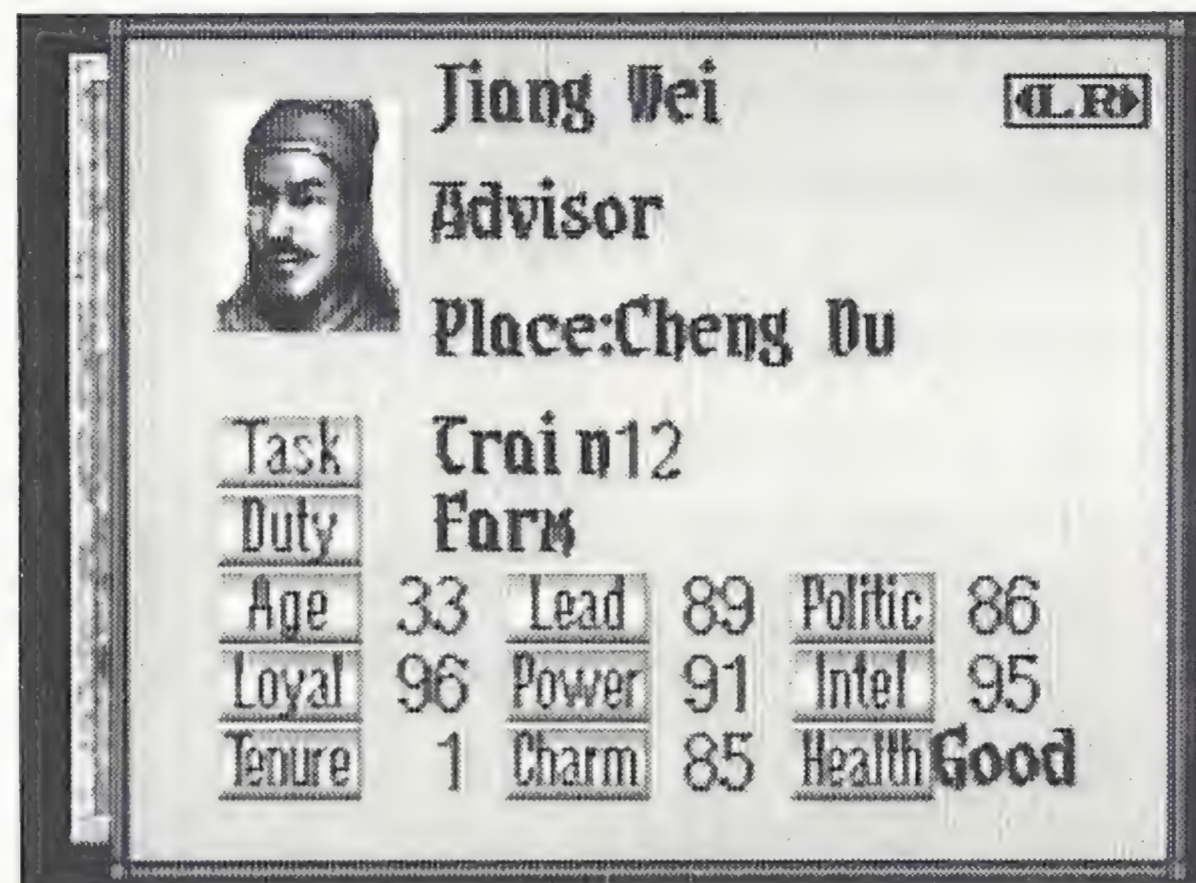 Jiang Wei
L R
Advisor
Place:Cheng Du
Task Train12
Duty Farm
Age 33 Lead 89 Politic 86
Loyal 96 Power 91 Intel 95
Tenure 1 Charm 85 Health Good